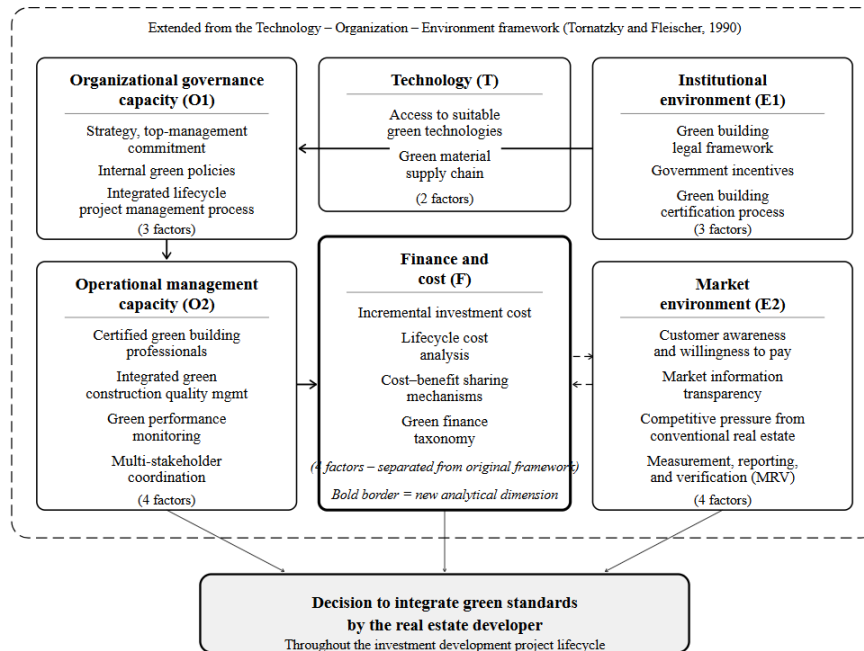 Extended from the Technology – Organization – Environment framework (Tornatzky and Fleischer, 1990)
Organizational governance
capacity (O1)
Strategy, top-management
commitment
Internal green policies
Integrated lifecycle
project management process
(3 factors)
Technology (T)
Access to suitable
green technologies
Green material
supply chain
(2 factors)
Institutional
environment (E1)
Green building
legal framework
Government incentives
Green building
certification process
(3 factors)
Operational management
capacity (O2)
Certified green building
professionals
Integrated green
construction quality mgmt
Green performance
monitoring
Multi-stakeholder
coordination
(4 factors)
Finance and
cost (F)
Incremental investment cost
Lifecycle cost
analysis
Cost–benefit sharing
mechanisms
Green finance
taxonomy
(4 factors – separated from original framework)
Bold border = new analytical dimension
Market
environment (E2)
Customer awareness
and willingness to pay
Market information
transparency
Competitive pressure from
conventional real estate
Measurement, reporting,
and verification (MRV)
(4 factors)
Decision to integrate green standards
by the real estate developer
Throughout the investment development project lifecycle